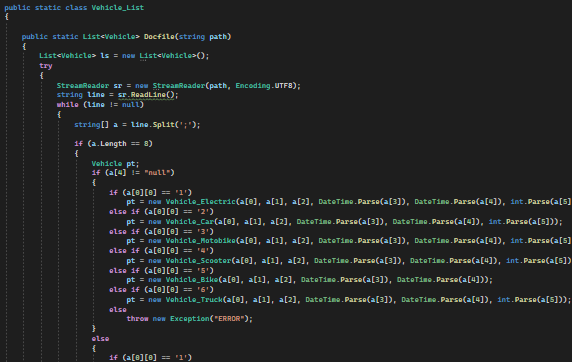 public static class Vehicle_List
{
public static List<Vehicle> Docfile(string path)
{
List<Vehicle> ls = new List<Vehicle>();
try
{
StreamReader sr = new StreamReader(path, Encoding.UTF8);
string line = sr.ReadLine();
while (line != null)
{
string[] a = line.Split(';');
if (a.Length == 8)
{
Vehicle pt;
if (a[4] != "null")
{
if (a[0][0] == '1')
pt = new Vehicle_Electric(a[0], a[1], a[2], DateTime.Parse(a[3]), DateTime.Parse(a[4]), int.Parse(a[5]
else if (a[0][0] == '2')
pt = new Vehicle_Car(a[0], a[1], a[2], DateTime.Parse(a[3]), DateTime.Parse(a[4]), int.Parse(a[5]));
else if (a[0][0] == '3')
pt = new Vehicle_Motobike(a[0], a[1], a[2], DateTime.Parse(a[3]), DateTime.Parse(a[4]), int.Parse(a[5]
else if (a[0][0] == '4')
pt = new Vehicle_Scooter(a[0], a[1], a[2], DateTime.Parse(a[3]), DateTime.Parse(a[4]), int.Parse(a[5])
else if (a[0][0] == '5')
pt = new Vehicle_Bike(a[0], a[1], a[2], DateTime.Parse(a[3]), DateTime.Parse(a[4]));
else if (a[0][0] == '6')
pt = new Vehicle_Truck(a[0], a[1], a[2], DateTime.Parse(a[3]), DateTime.Parse(a[4]), int.Parse(a[5]));
else
throw new Exception("ERROR");
}
else
{
if (a[0][0] == '1')